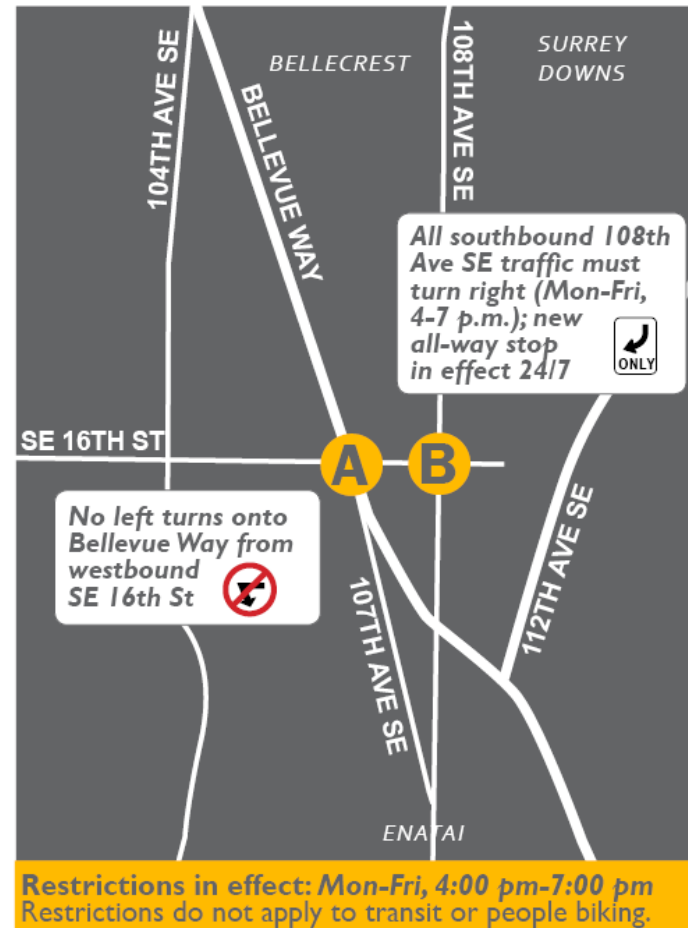 104TH AVE SE
BELLECREST
BELLEVUE WAY
108TH AVE SE
SURREY
DOWNS
All southbound 108th
Ave SE traffic must
turn right (Mon-Fri,
4-7 p.m.); new
all-way stop
in effect 24/7
ONLY
SE 16TH ST
A
B
No left turns onto
Bellevue Way from
westbound
SE 16th St
107TH AVE SE
112TH AVE SE
ENATAI
Restrictions in effect: Mon-Fri, 4:00 pm-7:00 pm
Restrictions do not apply to transit or people biking.